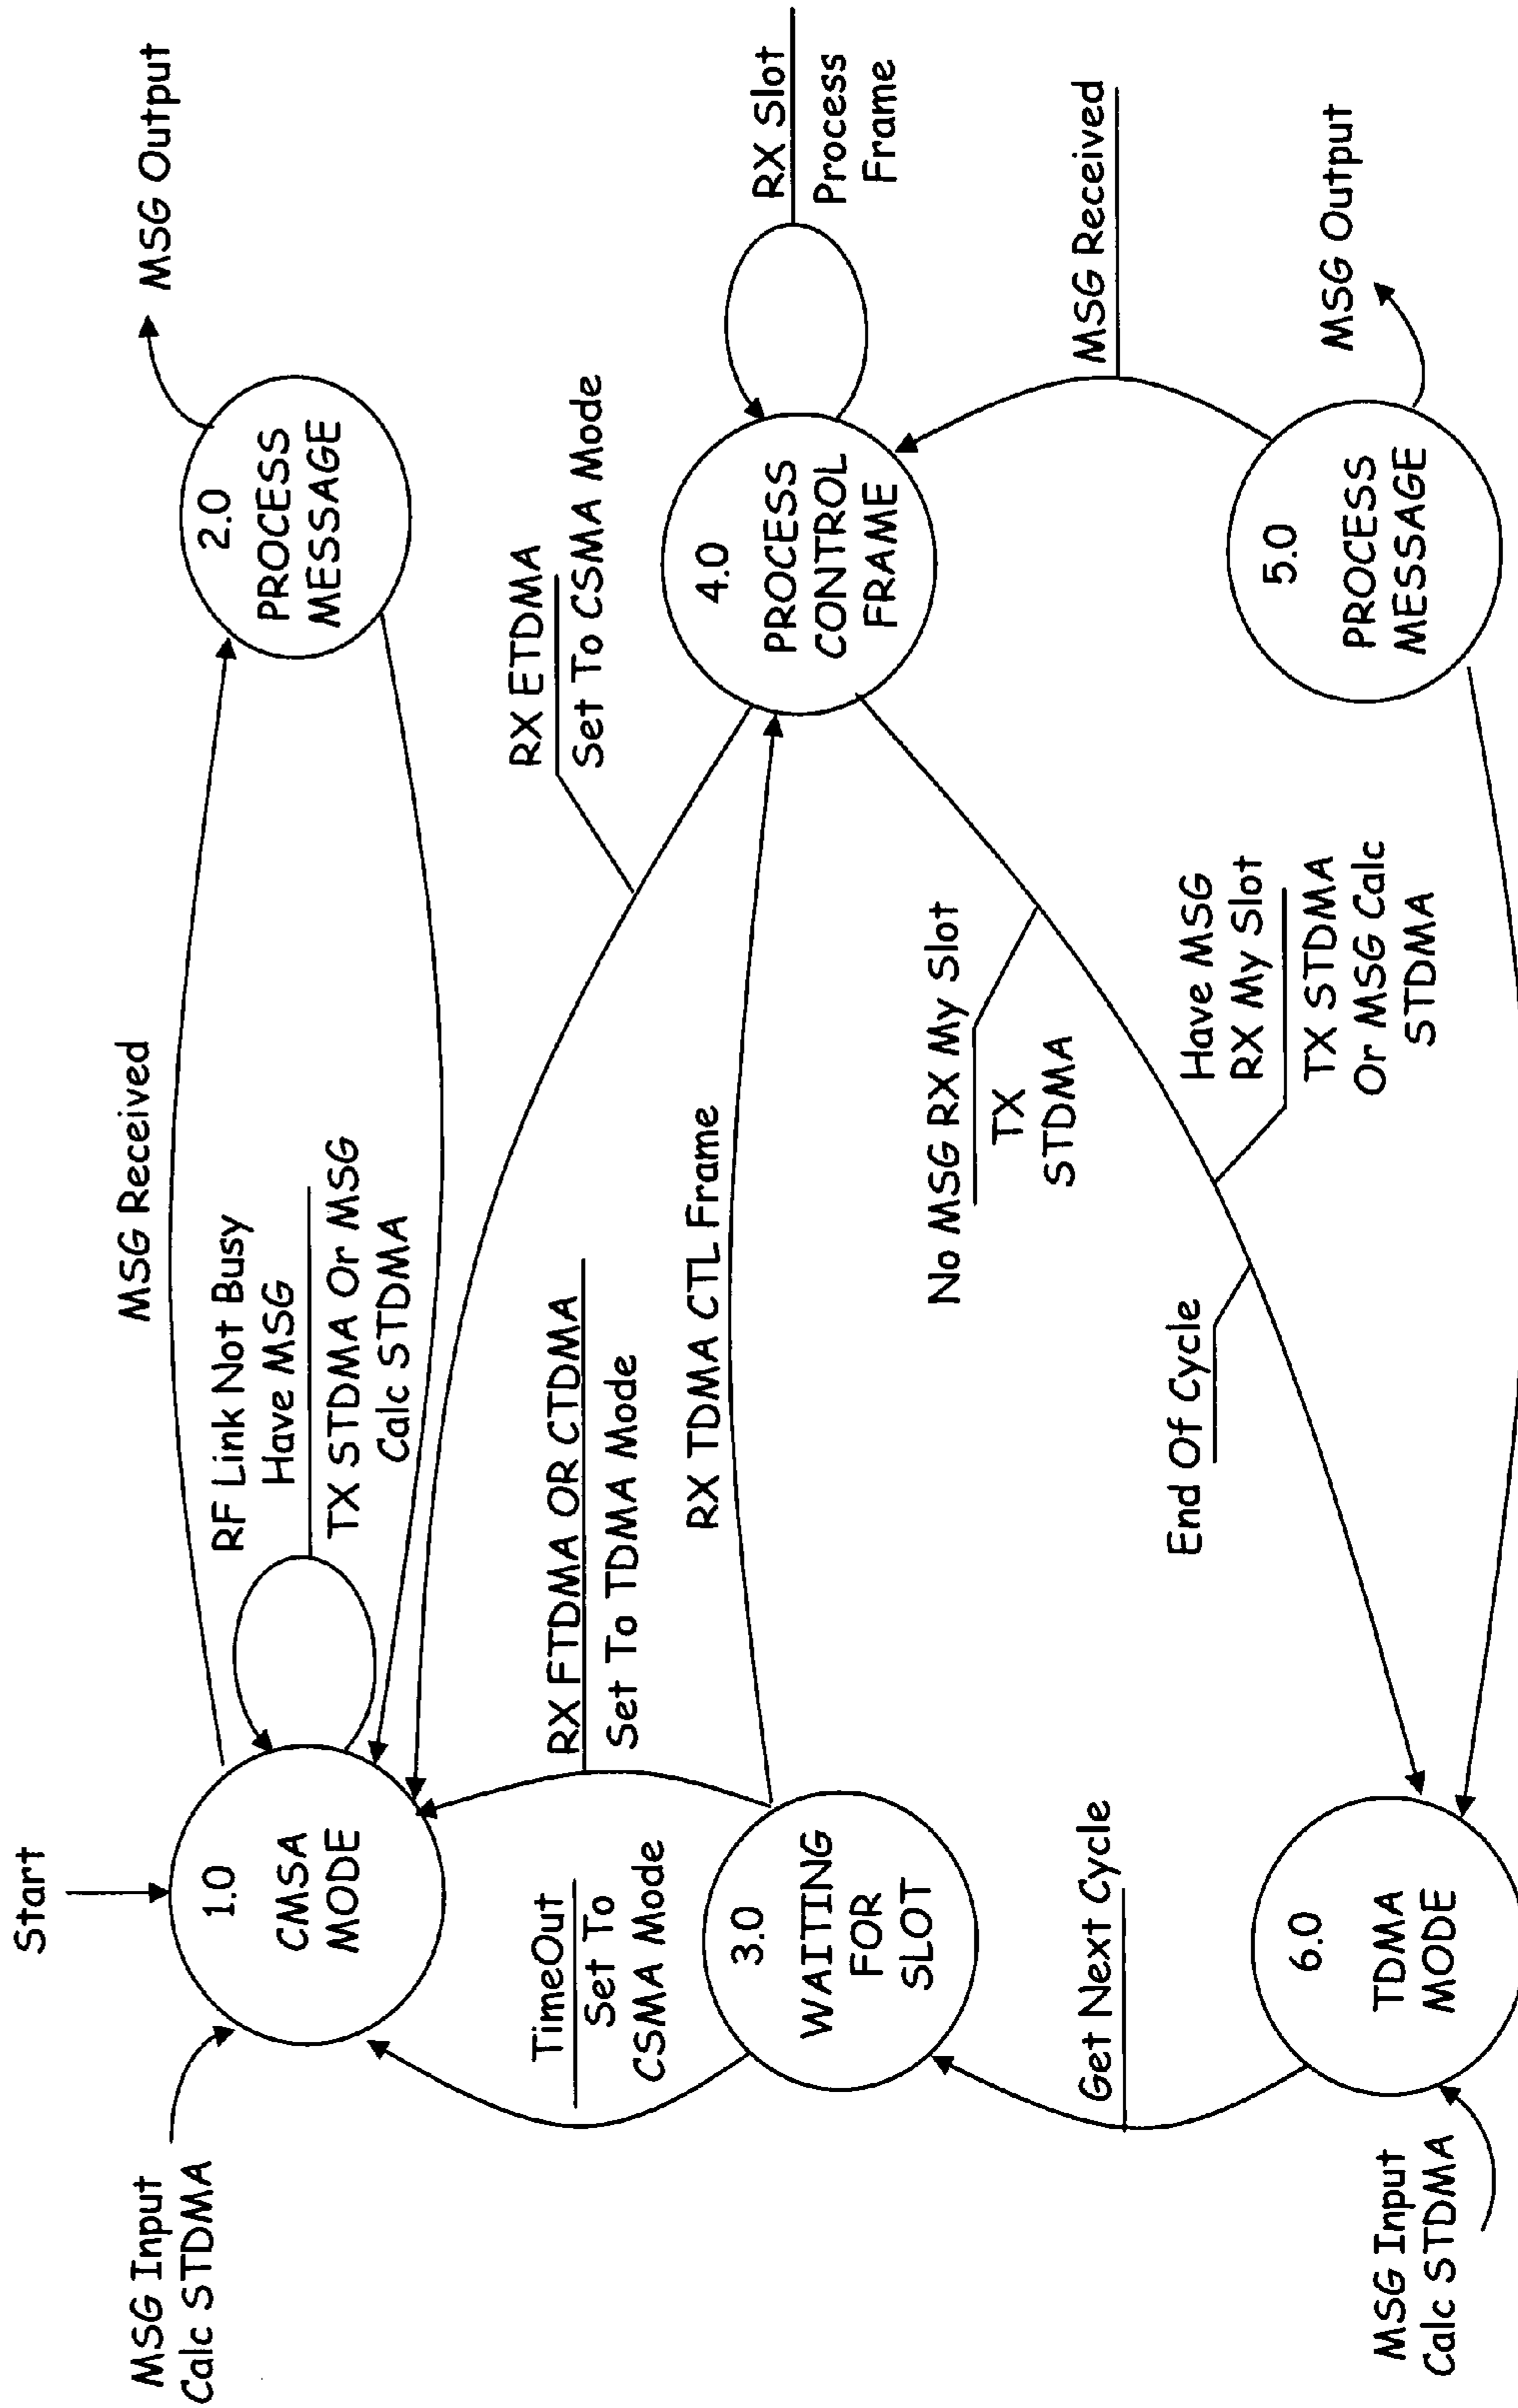 Start
MSG Input
Calc STDMA
1.0
CMSA
MODE
MSG Received
RF Link Not Busy
Have MSG
TX STDMA Or MSG
Calc STDMA
2.0
PROCESS
MESSAGE
MSG Output
TimeOut
Set To
CSMA Mode
RX FTDMA OR CTDMA
Set To TDMA Mode
RX ETDMA
Set To CSMA Mode
3.0
WAITING
FOR
SLOT
RX TDMA CTL Frame
4.0
PROCESS
CONTROL
FRAME
RX Slot
Process
Frame
No MSG RX My Slot
TX
STDMA
Get Next Cycle
End Of Cycle
Have MSG
RX My Slot
TX STDMA
Or MSG Calc
STDMA
MSG Received
MSG Input
Calc STDMA
6.0
TDMA
MODE
5.0
PROCESS
MESSAGE
MSG Output